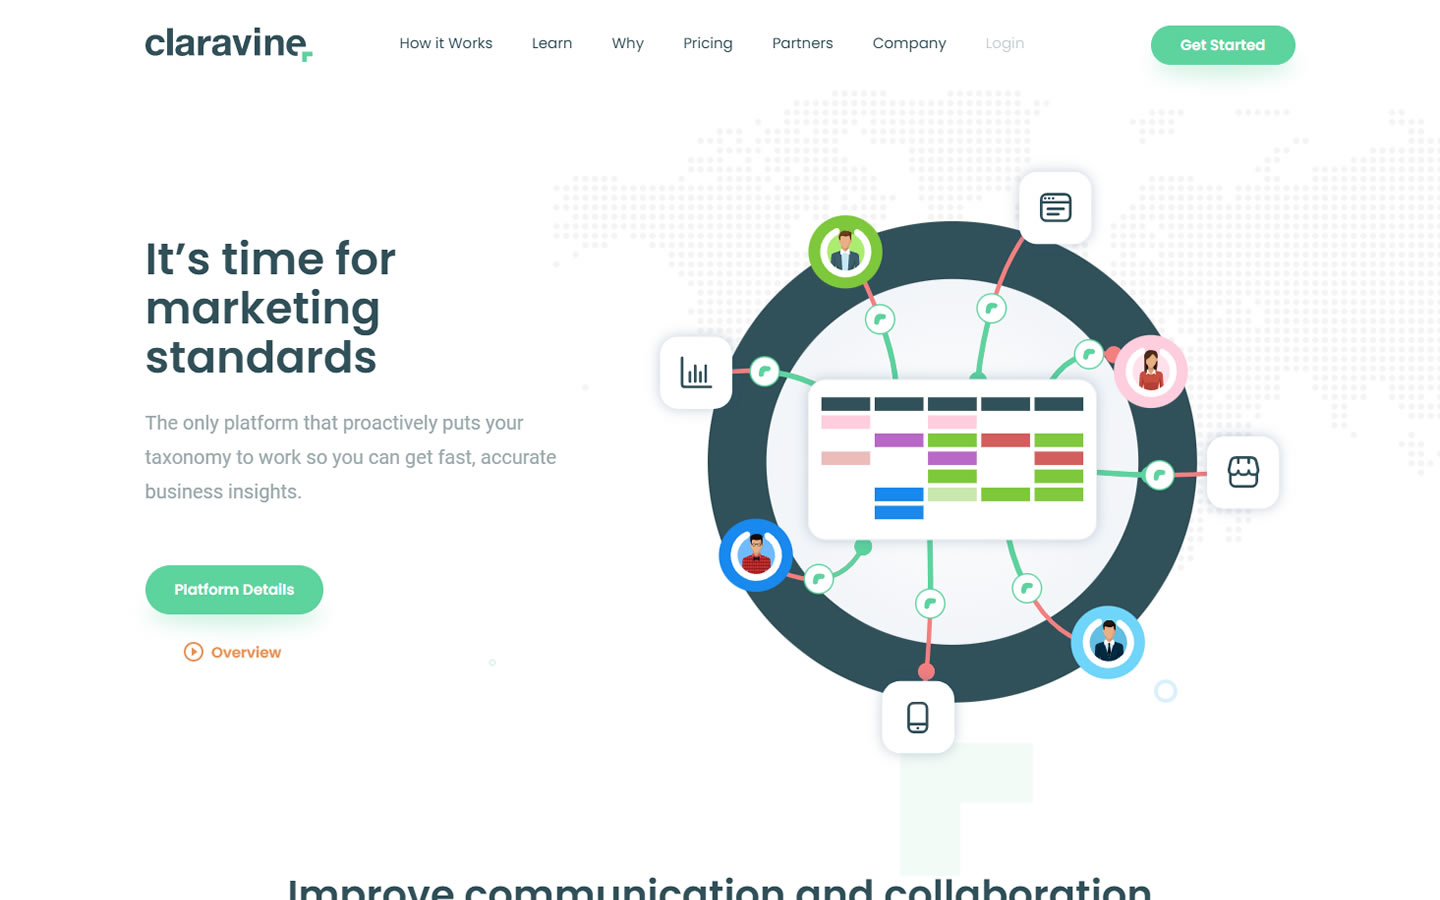 claravine
How it Works
Learn
Why
Pricing
Partners
Company
Login
Get Started
It’s time for
marketing
standards
The only platform that proactively puts your
taxonomy to work so you can get fast, accurate
business insights.
Platform Details
Overview
Improve communication and collaboration